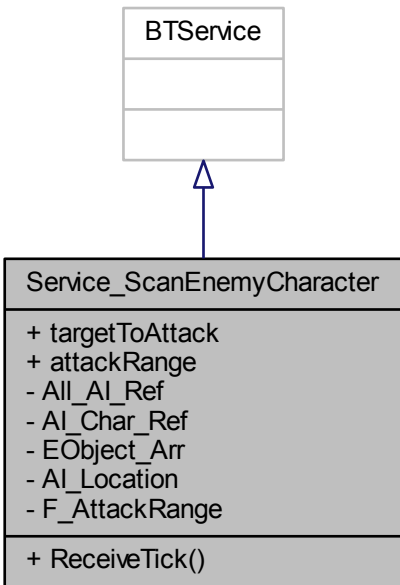 BTService
Service_ScanEnemyCharacter
+ targetToAttack
+ attackRange
- All_AI_Ref
- AI_Char_Ref
- EObject_Arr
- AI_Location
- F_AttackRange
+ ReceiveTick()